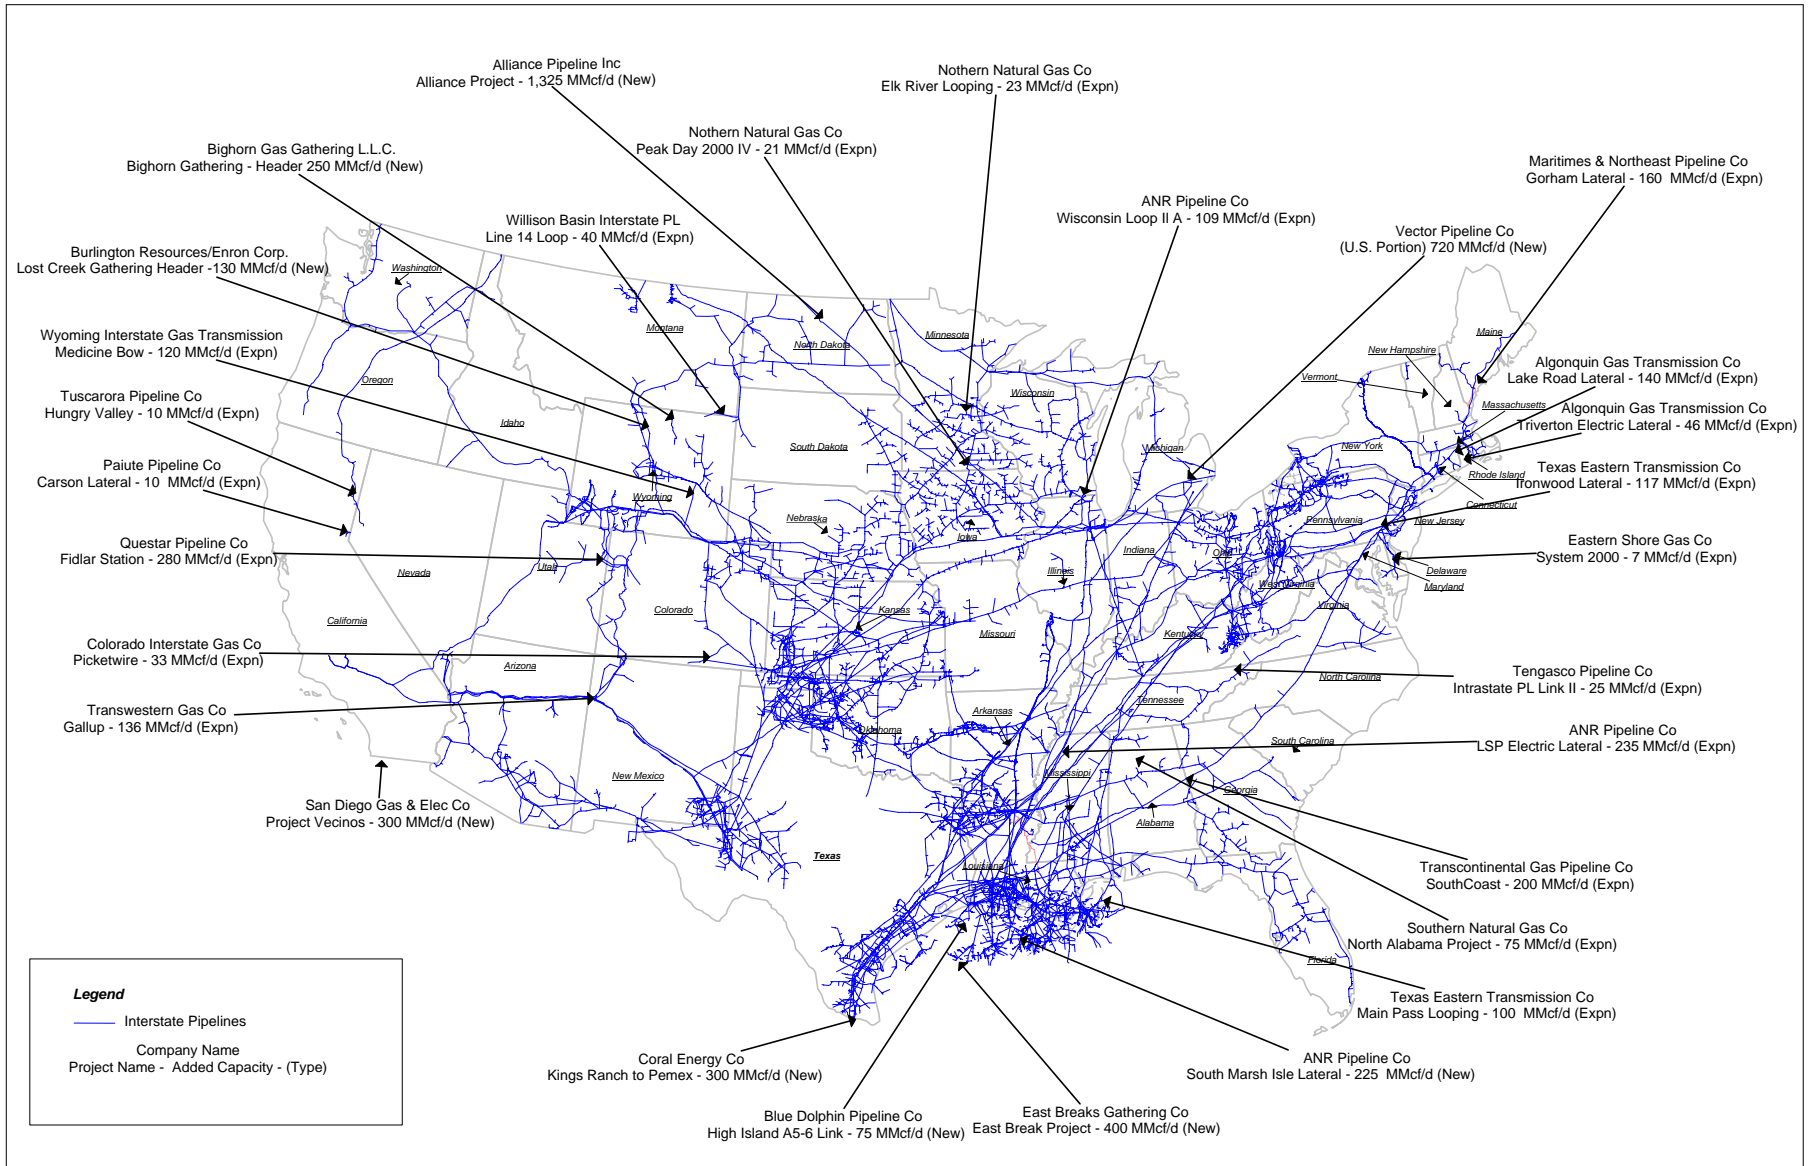 Alliance Pipeline Inc
Alliance Project - 1,325 MMcf/d (New)
Nothern Natural Gas Co
Elk River Looping - 23 MMcf/d (Expn)
Nothern Natural Gas Co
Peak Day 2000 IV - 21 MMcf/d (Expn)
Bighorn Gas Gathering L.L.C.
Bighorn Gathering - Header 250 MMcf/d (New)
Maritimes & Northeast Pipeline Co
Gorham Lateral - 160 MMcf/d (Expn)
Willison Basin Interstate PL
Line 14 Loop - 40 MMcf/d (Expn)
ANR Pipeline Co
Wisconsin Loop II A - 109 MMcf/d (Expn)
Vector Pipeline Co
(U.S. Portion) 720 MMcf/d (New)
Burlington Resources/Enron Corp.
Lost Creek Gathering Header -130 MMcf/d (New)
Wyoming Interstate Gas Transmission
Medicine Bow - 120 MMcf/d (Expn)
Algonquin Gas Transmission Co
Lake Road Lateral - 140 MMcf/d (Expn)
Tuscarora Pipeline Co
Hungry Valley - 10 MMcf/d (Expn)
Algonquin Gas Transmission Co
Triverton Electric Lateral - 46 MMcf/d (Expn)
Paiute Pipeline Co
Carson Lateral - 10 MMcf/d (Expn)
Texas Eastern Transmission Co
Ironwood Lateral - 117 MMcf/d (Expn)
Questar Pipeline Co
Fidlar Station - 280 MMcf/d (Expn)
Eastern Shore Gas Co
System 2000 - 7 MMcf/d (Expn)
Colorado Interstate Gas Co
Picketwire - 33 MMcf/d (Expn)
Tengasco Pipeline Co
Intrastate PL Link II - 25 MMcf/d (Expn)
Transwestern Gas Co
Gallup - 136 MMcf/d (Expn)
ANR Pipeline Co
LSP Electric Lateral - 235 MMcf/d (Expn)
San Diego Gas & Elec Co
Project Vecinos - 300 MMcf/d (New)
Transcontinental Gas Pipeline Co
SouthCoast - 200 MMcf/d (Expn)
Southern Natural Gas Co
North Alabama Project - 75 MMcf/d (Expn)
Texas Eastern Transmission Co
Main Pass Looping - 100 MMcf/d (Expn)
Coral Energy Co
Kings Ranch to Pemex - 300 MMcf/d (New)
ANR Pipeline Co
South Marsh Isle Lateral - 225 MMcf/d (New)
Blue Dolphin Pipeline Co
High Island A5-6 Link - 75 MMcf/d (New)
East Breaks Gathering Co
East Break Project - 400 MMcf/d (New)
Washington
Montana
North Dakota
Minnesota
Maine
New Hampshire
Vermont
Oregon
Idaho
Wisconsin
Massachusetts
South Dakota
Michigan
New York
Rhode Island
Connecticut
Wyoming
Nebraska
Iowa
Pennsylvania
New Jersey
Nevada
Utah
Illinois
Indiana
Ohio
West Virginia
Delaware
Maryland
California
Colorado
Kansas
Missouri
Kentucky
Virginia
Arizona
North Carolina
Tennessee
Arkansas
Oklahoma
South Carolina
New Mexico
Mississippi
Georgia
Alabama
Texas
Louisiana
Florida
Legend
Interstate Pipelines
Company Name
Project Name - Added Capacity - (Type)